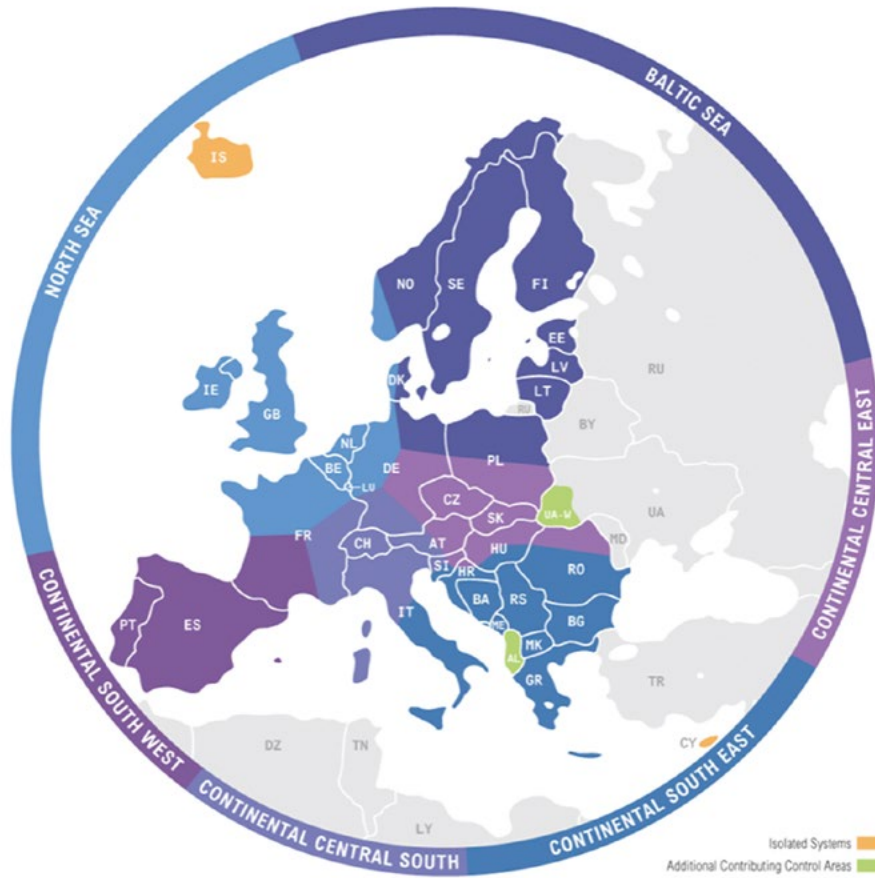 BALTIC SEA
NORTH SEA
IS
NO
SE
FI
EE
LV
LT
RU
RU
DK
IE
GB
BY
NL
BE
LU
DE
PL
CZ
SK
UA-W
UA
MD
FR
CH
AT
HU
SI
HR
RO
BA
RS
IT
ME
BG
MK
AL
GR
PT
ES
TR
CY
DZ
TN
LY
CONTINENTAL CENTRAL EAST
CONTINENTAL SOUTH WEST
CONTINENTAL CENTRAL SOUTH
CONTINENTAL SOUTH EAST
Isolated Systems
Additional Contributing Control Areas